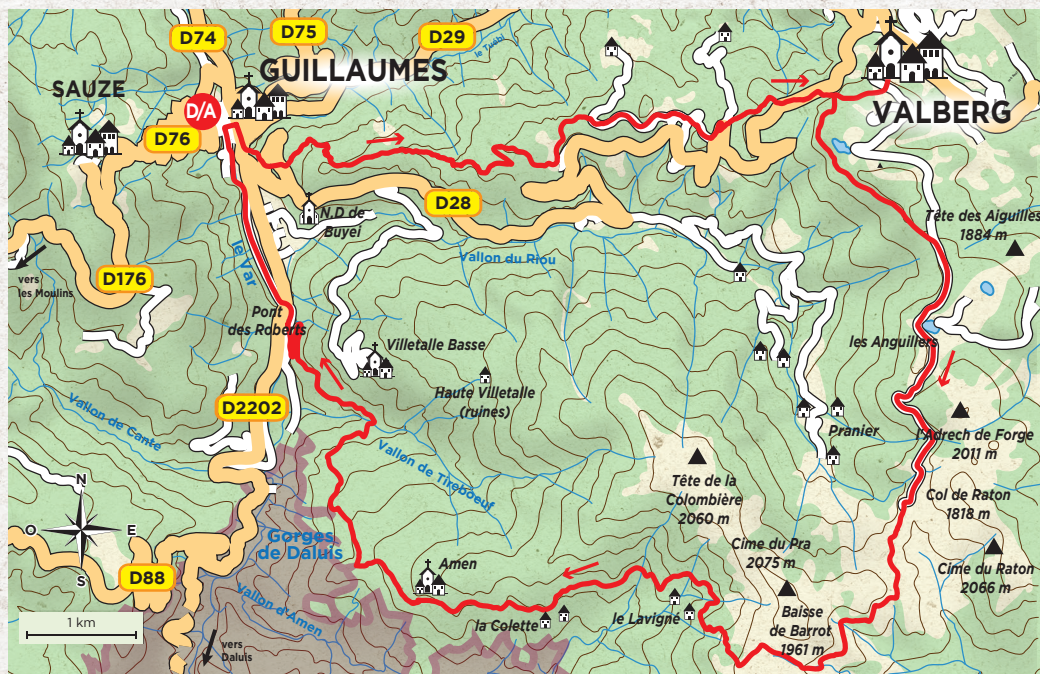 D74
D75
D29
le Tuébi
GUILLAUMES
SAUZE
D/A
D76
VALBERG
D28
N.D de
Buyei
le Var
Vallon du Riou
Tête des Aiguilles
1884 m
D176
vers
les Moulins
Pont
des Roberts
Villetalle Basse
les Anguillers
Haute Villetalle
(ruines)
D2202
Vallon de Cante
Pranier
l'Adrech de Forge
2011 m
Vallon de Tireboeuf
Tête de la
Colombière
2060 m
Col de Raton
1818 m
N
O
E
S
Gorges
de Daluis
Cime du Pra
2075 m
Cime du Raton
2066 m
D88
Amen
Vallon d'Amen
la Colette
le Lavigné
Baisse
de Barrot
1961 m
1 km
vers
Daluis